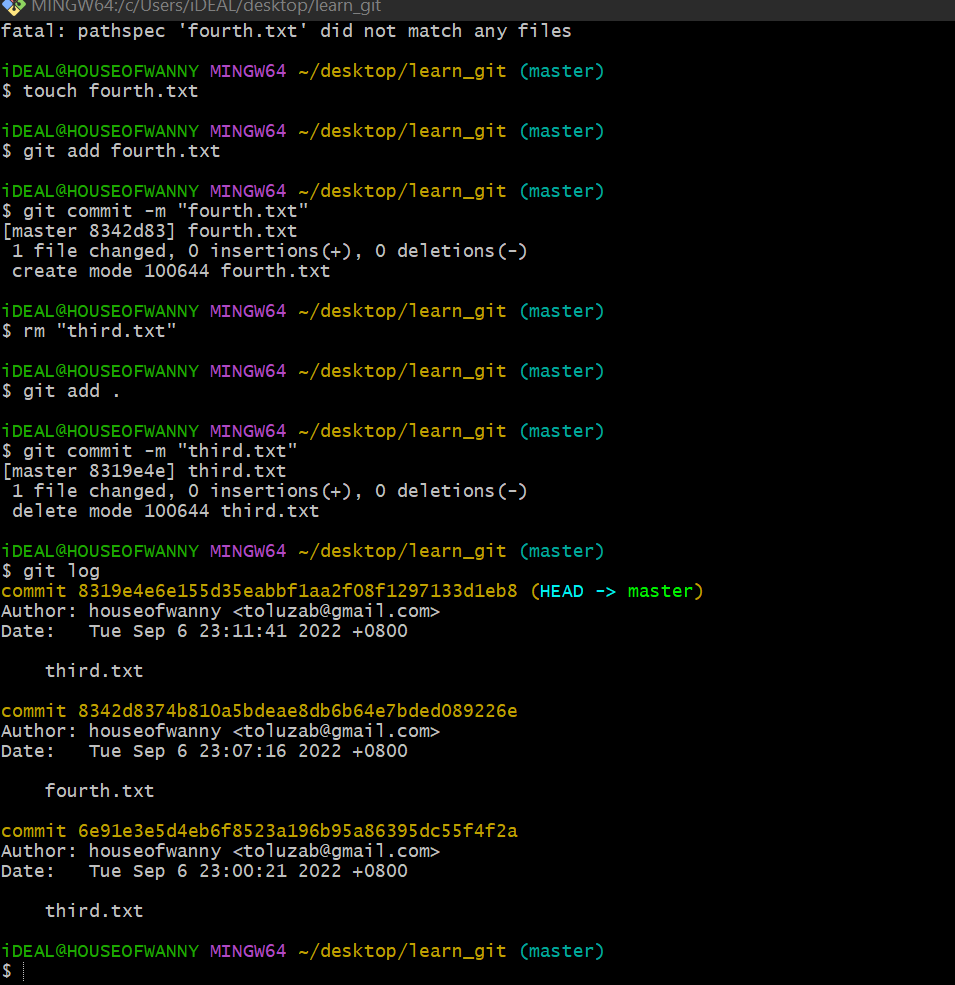 MINGW64:/c/Users/iDEAL/desktop/learn_git
fatal: pathspec 'fourth.txt' did not match any files
iDEAL@HOUSEOFWANNY MINGW64 ~/desktop/learn_git (master)
$ touch fourth.txt
iDEAL@HOUSEOFWANNY MINGW64 ~/desktop/learn_git (master)
$ git add fourth.txt
iDEAL@HOUSEOFWANNY MINGW64 ~/desktop/learn_git (master)
$ git commit -m "fourth.txt"
[master 8342d83] fourth.txt
 1 file changed, 0 insertions(+), 0 deletions(-)
 create mode 100644 fourth.txt
iDEAL@HOUSEOFWANNY MINGW64 ~/desktop/learn_git (master)
$ rm "third.txt"
iDEAL@HOUSEOFWANNY MINGW64 ~/desktop/learn_git (master)
$ git add .
iDEAL@HOUSEOFWANNY MINGW64 ~/desktop/learn_git (master)
$ git commit -m "third.txt"
[master 8319e4e] third.txt
 1 file changed, 0 insertions(+), 0 deletions(-)
 delete mode 100644 third.txt
iDEAL@HOUSEOFWANNY MINGW64 ~/desktop/learn_git (master)
$ git log
commit 8319e4e6e155d35eabbf1aa2f08f1297133d1eb8 (HEAD -> master)
Author: houseofwanny <toluzab@gmail.com>
Date:   Tue Sep 6 23:11:41 2022 +0800
    third.txt
commit 8342d8374b810a5bdeae8db6b64e7bded089226e
Author: houseofwanny <toluzab@gmail.com>
Date:   Tue Sep 6 23:07:16 2022 +0800
    fourth.txt
commit 6e91e3e5d4eb6f8523a196b95a86395dc55f4f2a
Author: houseofwanny <toluzab@gmail.com>
Date:   Tue Sep 6 23:00:21 2022 +0800
    third.txt
iDEAL@HOUSEOFWANNY MINGW64 ~/desktop/learn_git (master)
$